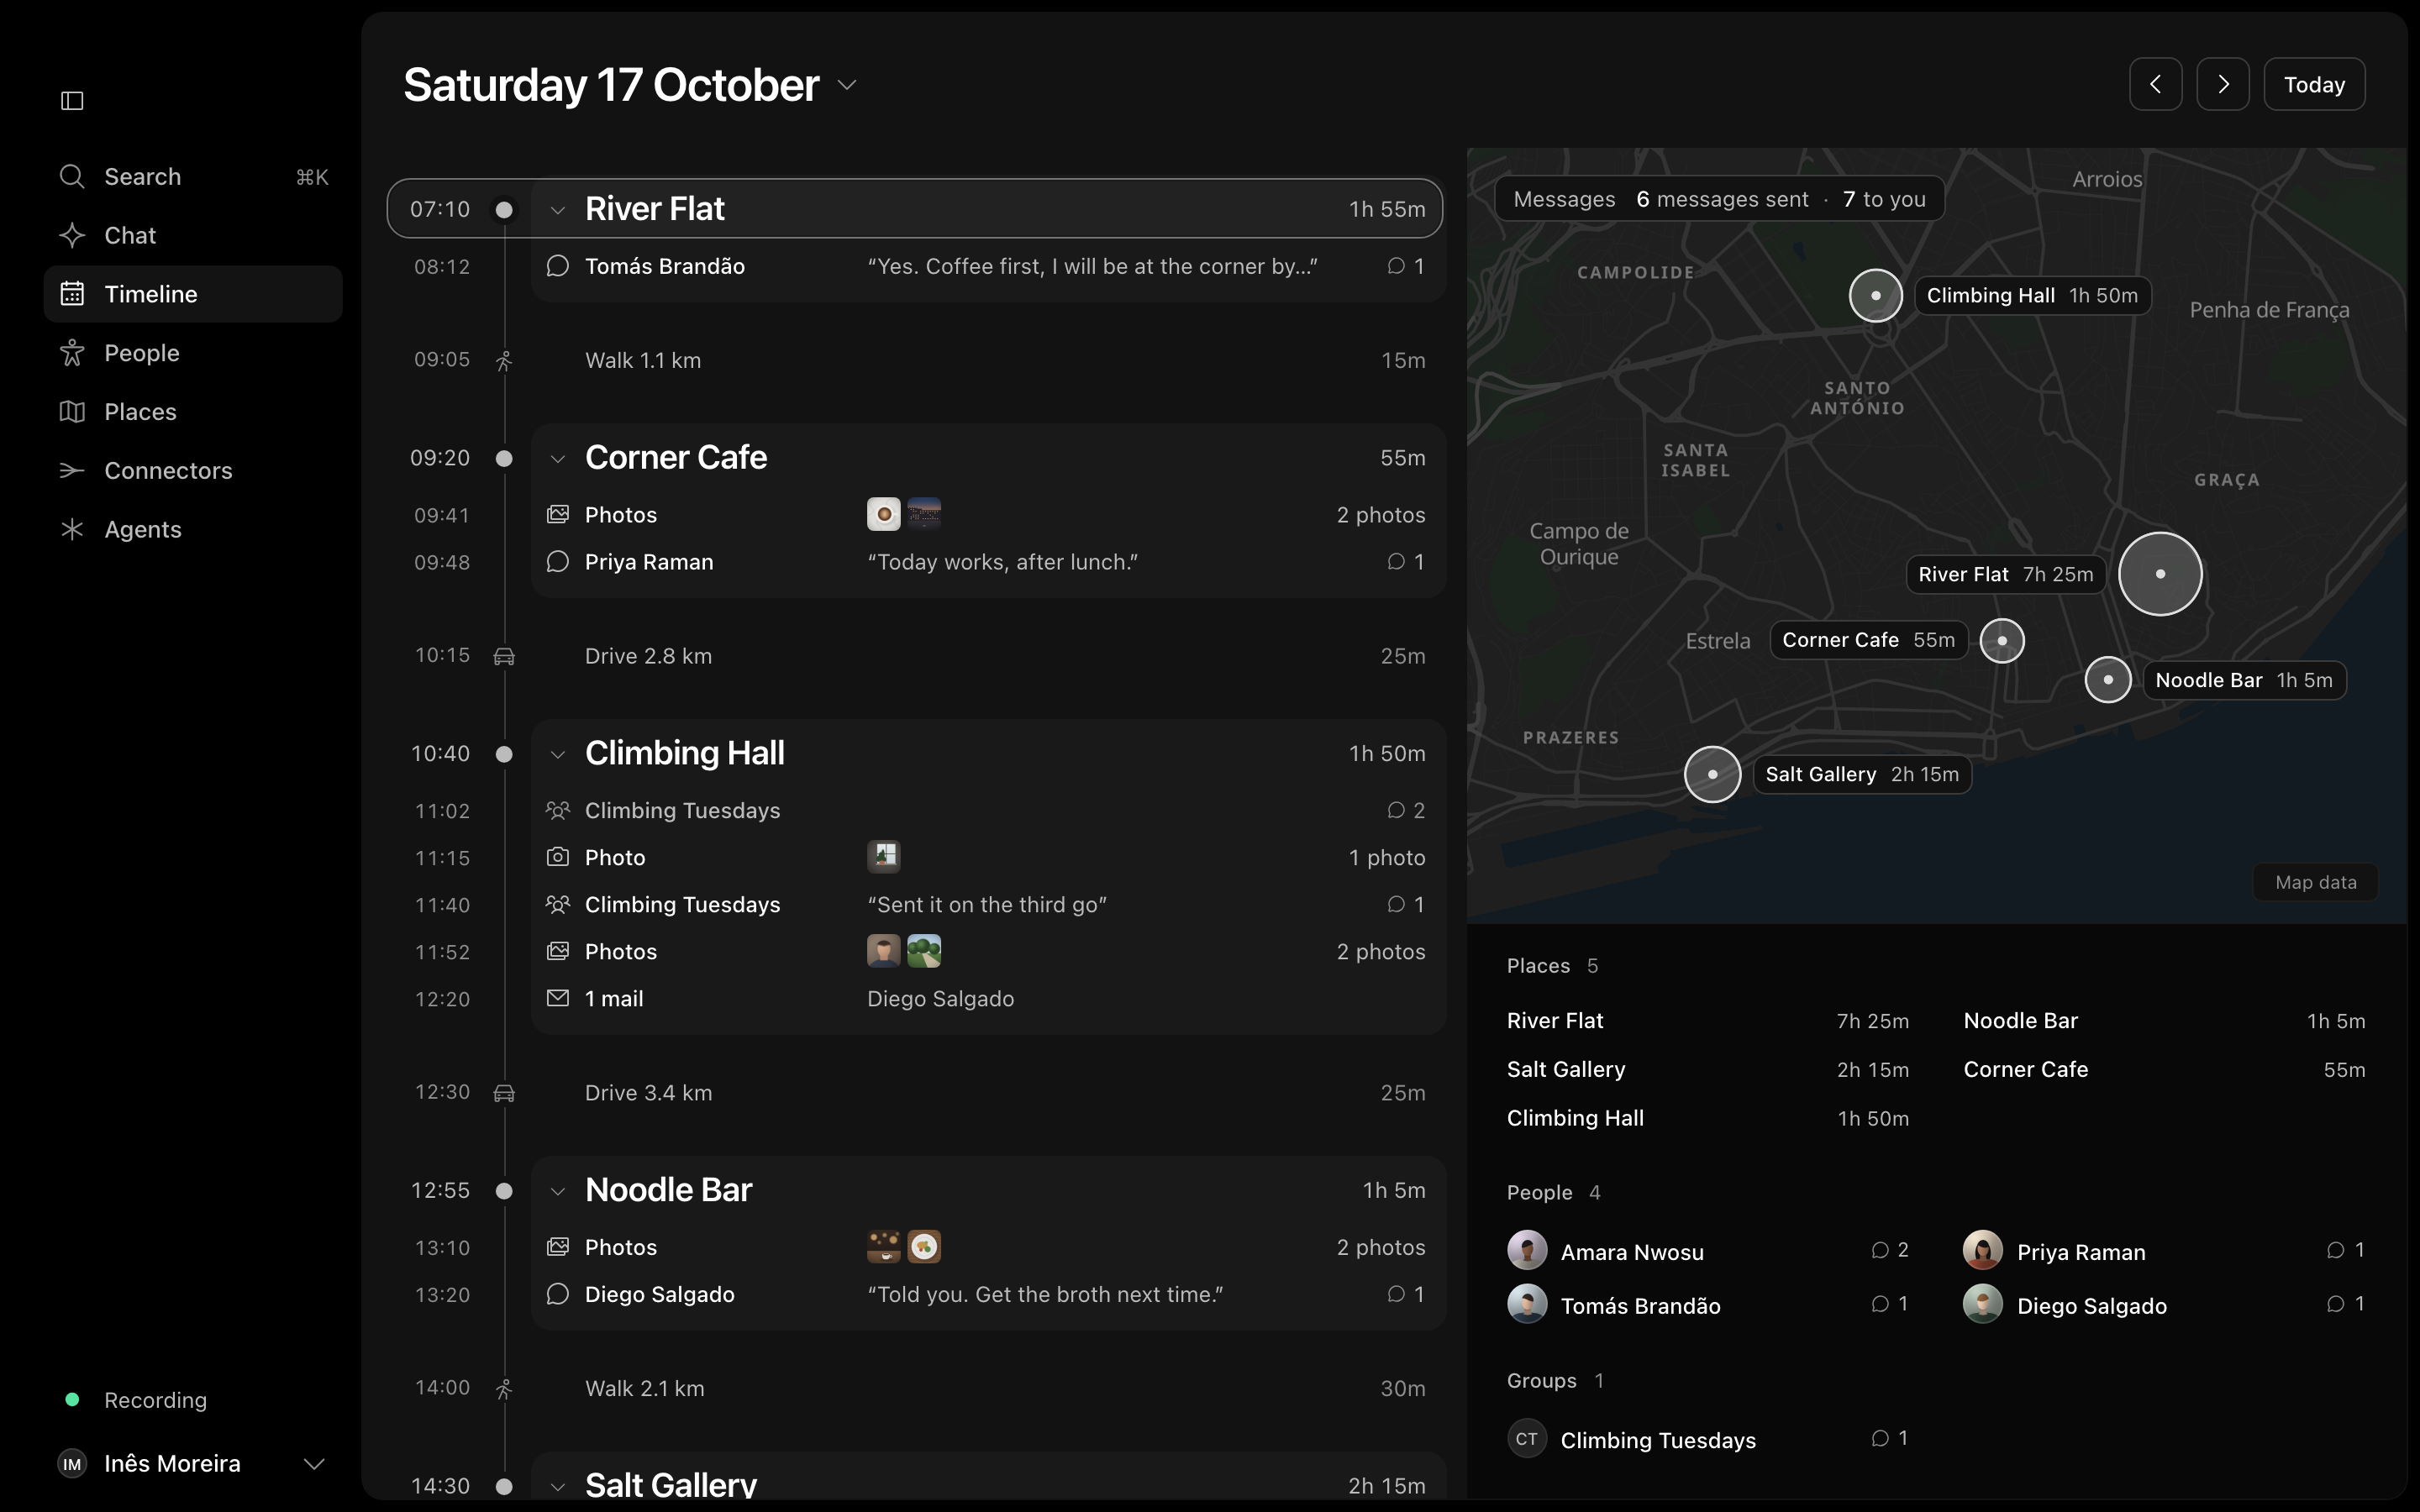 Saturday 17 October
Today
Search ⌘K
Chat
Timeline
People
Places
Connectors
Agents
Recording
IM Inês Moreira
07:10 River Flat 1h 55m
08:12 Tomás Brandão “Yes. Coffee first, I will be at the corner by...” 1
09:05 Walk 1.1 km 15m
09:20 Corner Cafe 55m
09:41 Photos 2 photos
09:48 Priya Raman “Today works, after lunch.” 1
10:15 Drive 2.8 km 25m
10:40 Climbing Hall 1h 50m
11:02 Climbing Tuesdays 2
11:15 Photo 1 photo
11:40 Climbing Tuesdays “Sent it on the third go” 1
11:52 Photos 2 photos
12:20 1 mail Diego Salgado
12:30 Drive 3.4 km 25m
12:55 Noodle Bar 1h 5m
13:10 Photos 2 photos
13:20 Diego Salgado “Told you. Get the broth next time.” 1
14:00 Walk 2.1 km 30m
14:30 Salt Gallery 2h 15m
Messages 6 messages sent · 7 to you
Arroios
CAMPOLIDE
Climbing Hall 1h 50m
Penha de França
SANTO
ANTÓNIO
SANTA
ISABEL
GRAÇA
Campo de
Ourique
River Flat 7h 25m
Estrela
Corner Cafe 55m
Noodle Bar 1h 5m
PRAZERES
Salt Gallery 2h 15m
Map data
Places 5
River Flat 7h 25m
Noodle Bar 1h 5m
Salt Gallery 2h 15m
Corner Cafe 55m
Climbing Hall 1h 50m
People 4
Amara Nwosu 2
Priya Raman 1
Tomás Brandão 1
Diego Salgado 1
Groups 1
CT Climbing Tuesdays 1